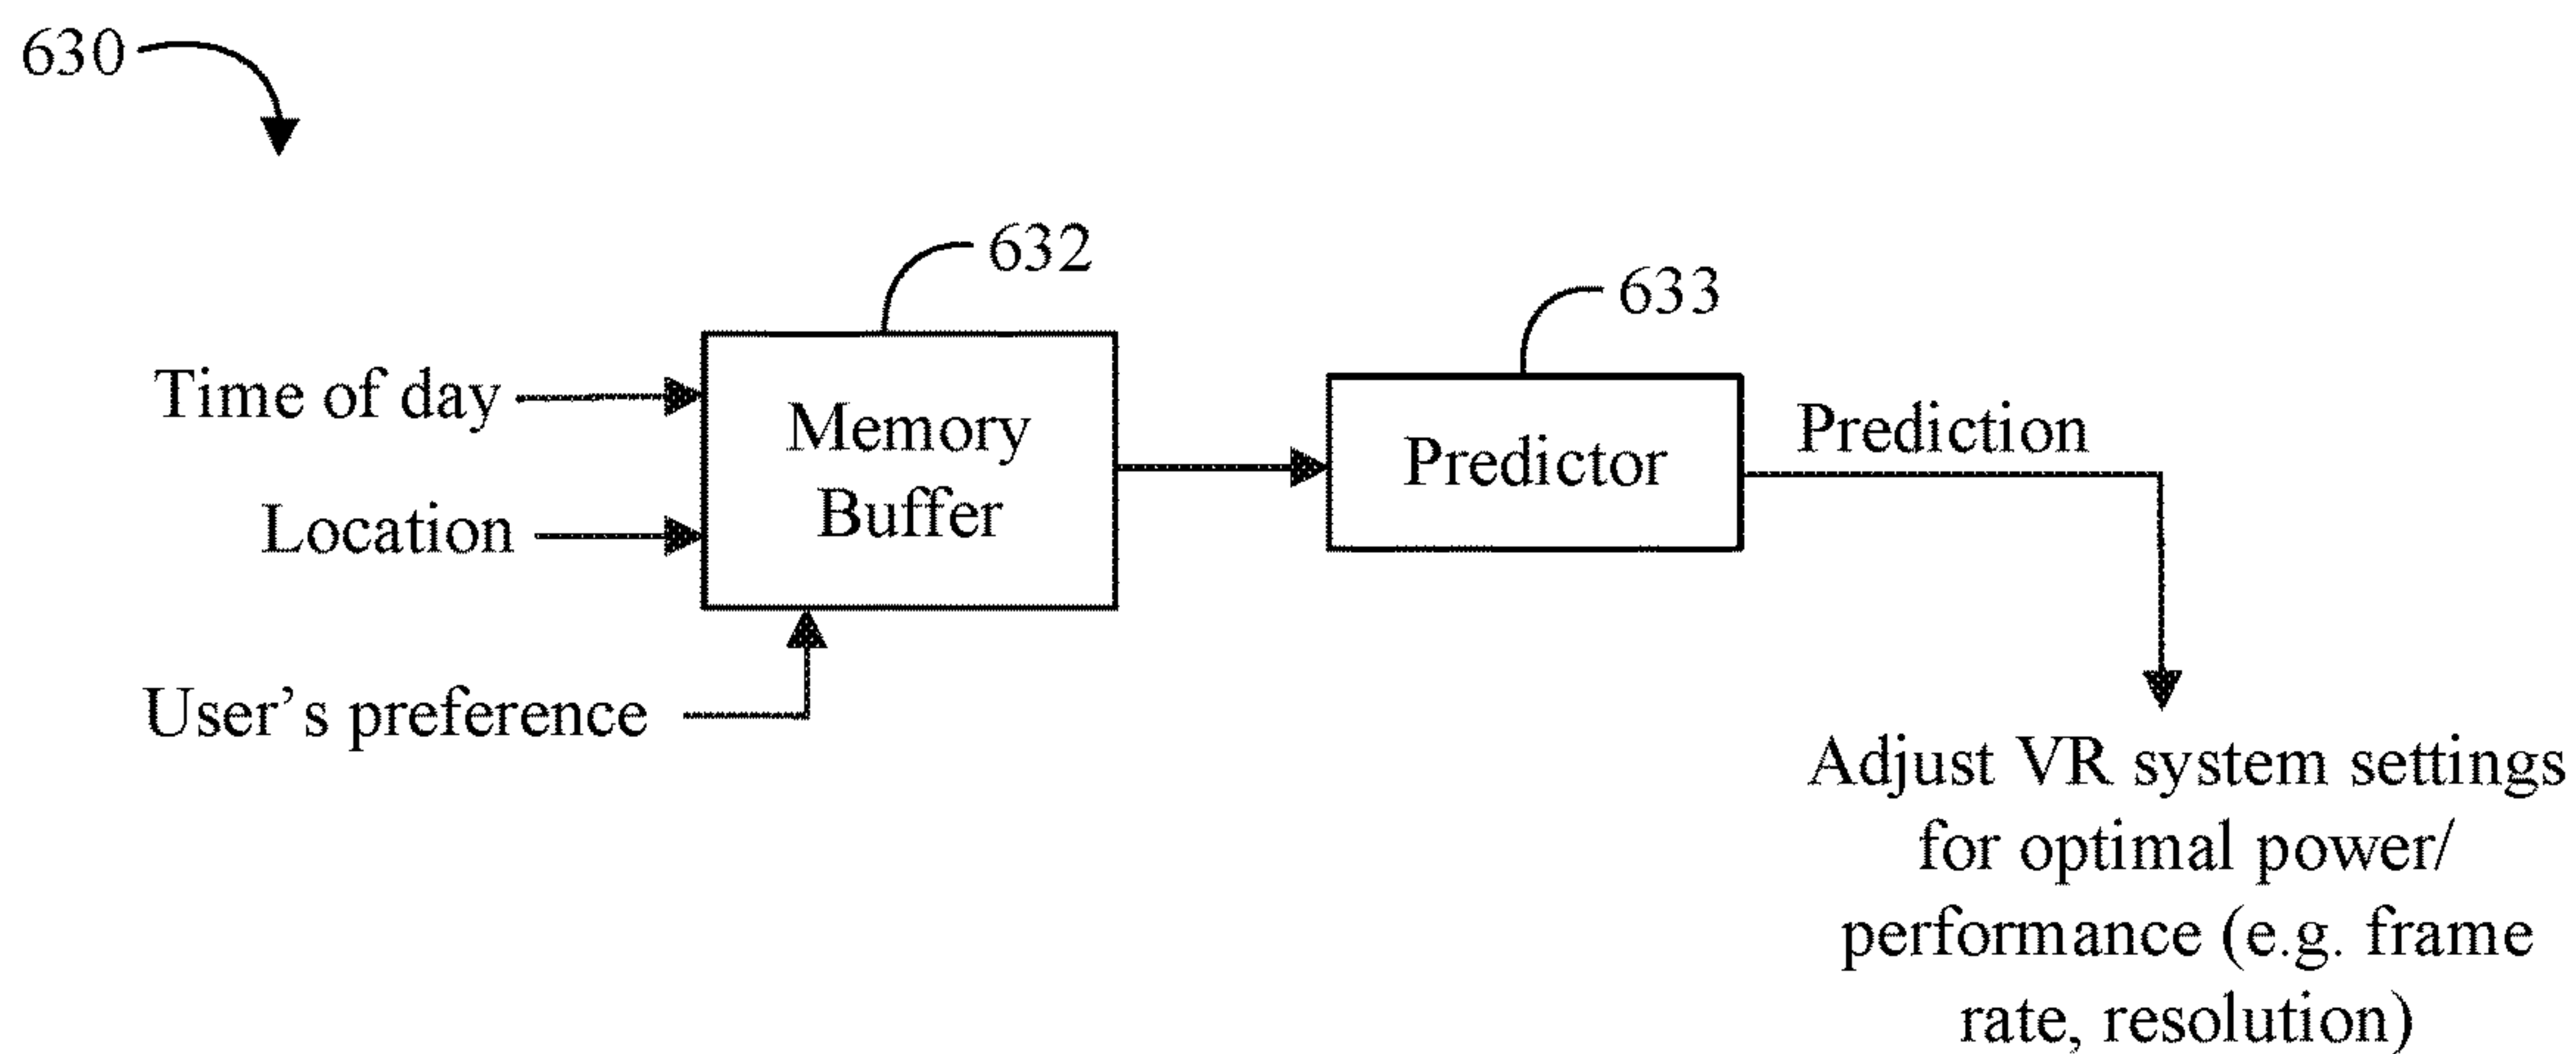 630
632
633
Time of day
Memory
Buffer
Predictor
Prediction
Location
User’s preference
Adjust VR system settings
for optimal power/
performance (e.g. frame
rate, resolution)